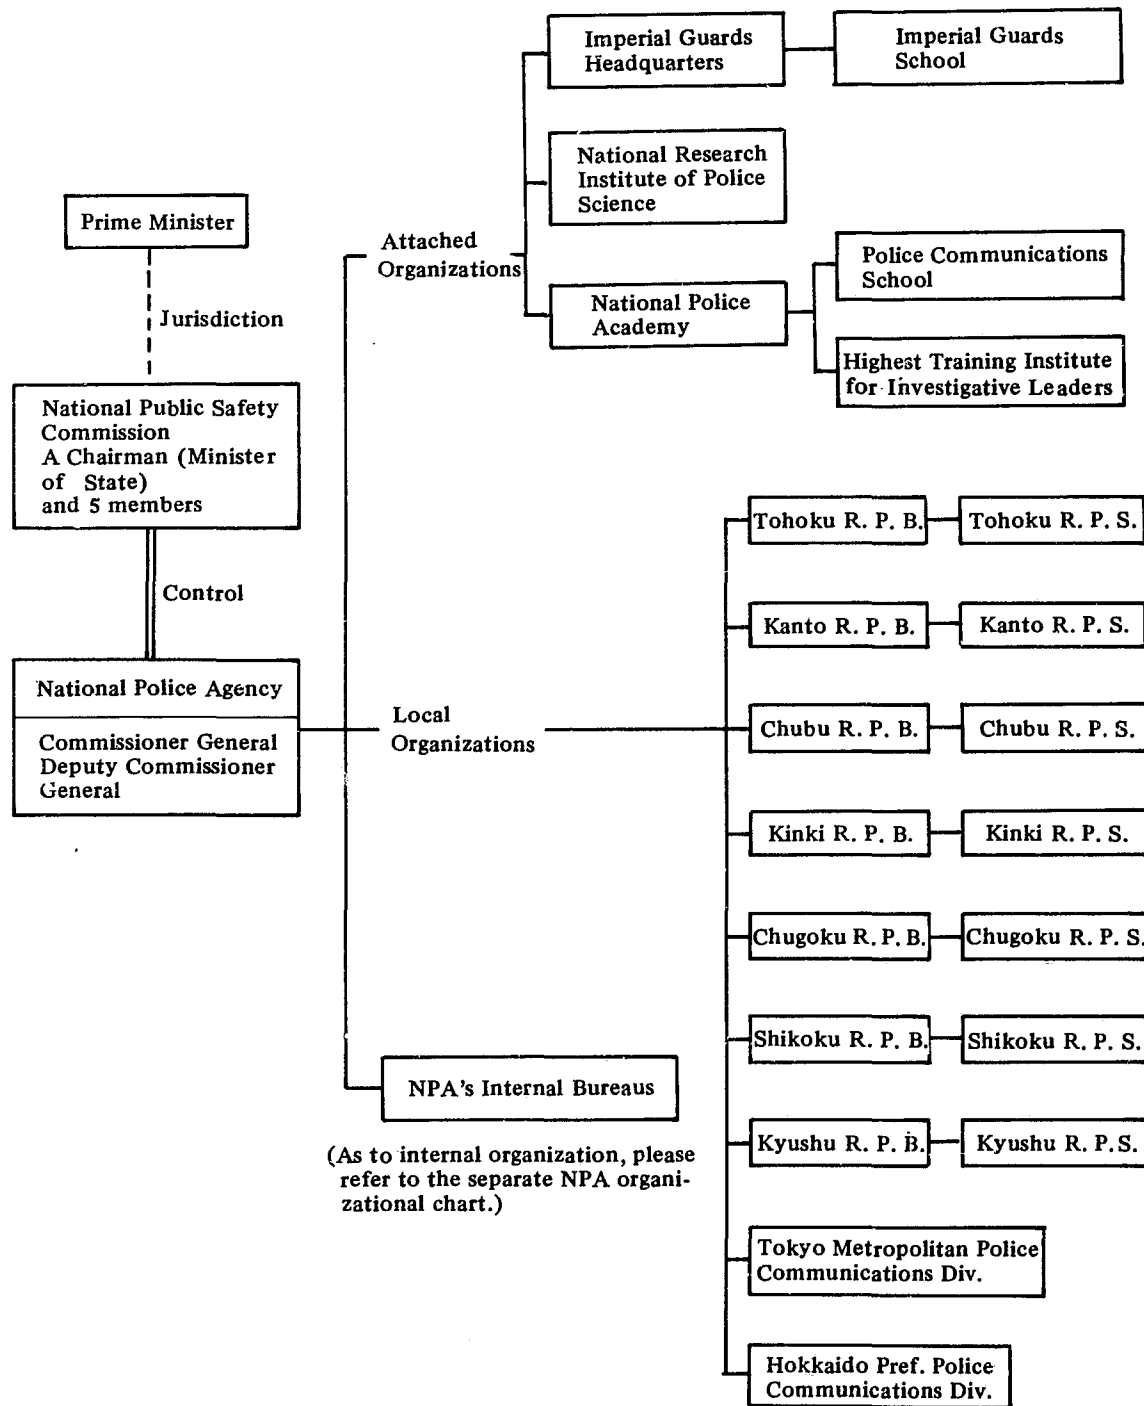 Imperial Guards
Headquarters
Imperial Guards
School
National Research
Institute of Police
Science
Prime Minister
Attached
Organizations
Police Communications
School
National Police
Academy
Jurisdiction
Highest Training Institute
for Investigative Leaders
National Public Safety
Commission
A Chairman (Minister
of State)
and 5 members
Control
National Police Agency
Commissioner General
Deputy Commissioner
General
Local
Organizations
Tohoku R. P. B.
Tohoku R. P. S.
Kanto R. P. B.
Kanto R. P. S.
Chubu R. P. B.
Chubu R. P. S.
Kinki R. P. B.
Kinki R. P. S.
Chugoku R. P. B.
Chugoku R. P. S.
Shikoku R. P. B.
Shikoku R. P. S.
Kyushu R. P. B.
Kyushu R. P. S.
NPA's Internal Bureaus
(As to internal organization, please
refer to the separate NPA organi-
zational chart.)
Tokyo Metropolitan Police
Communications Div.
Hokkaido Pref. Police
Communications Div.